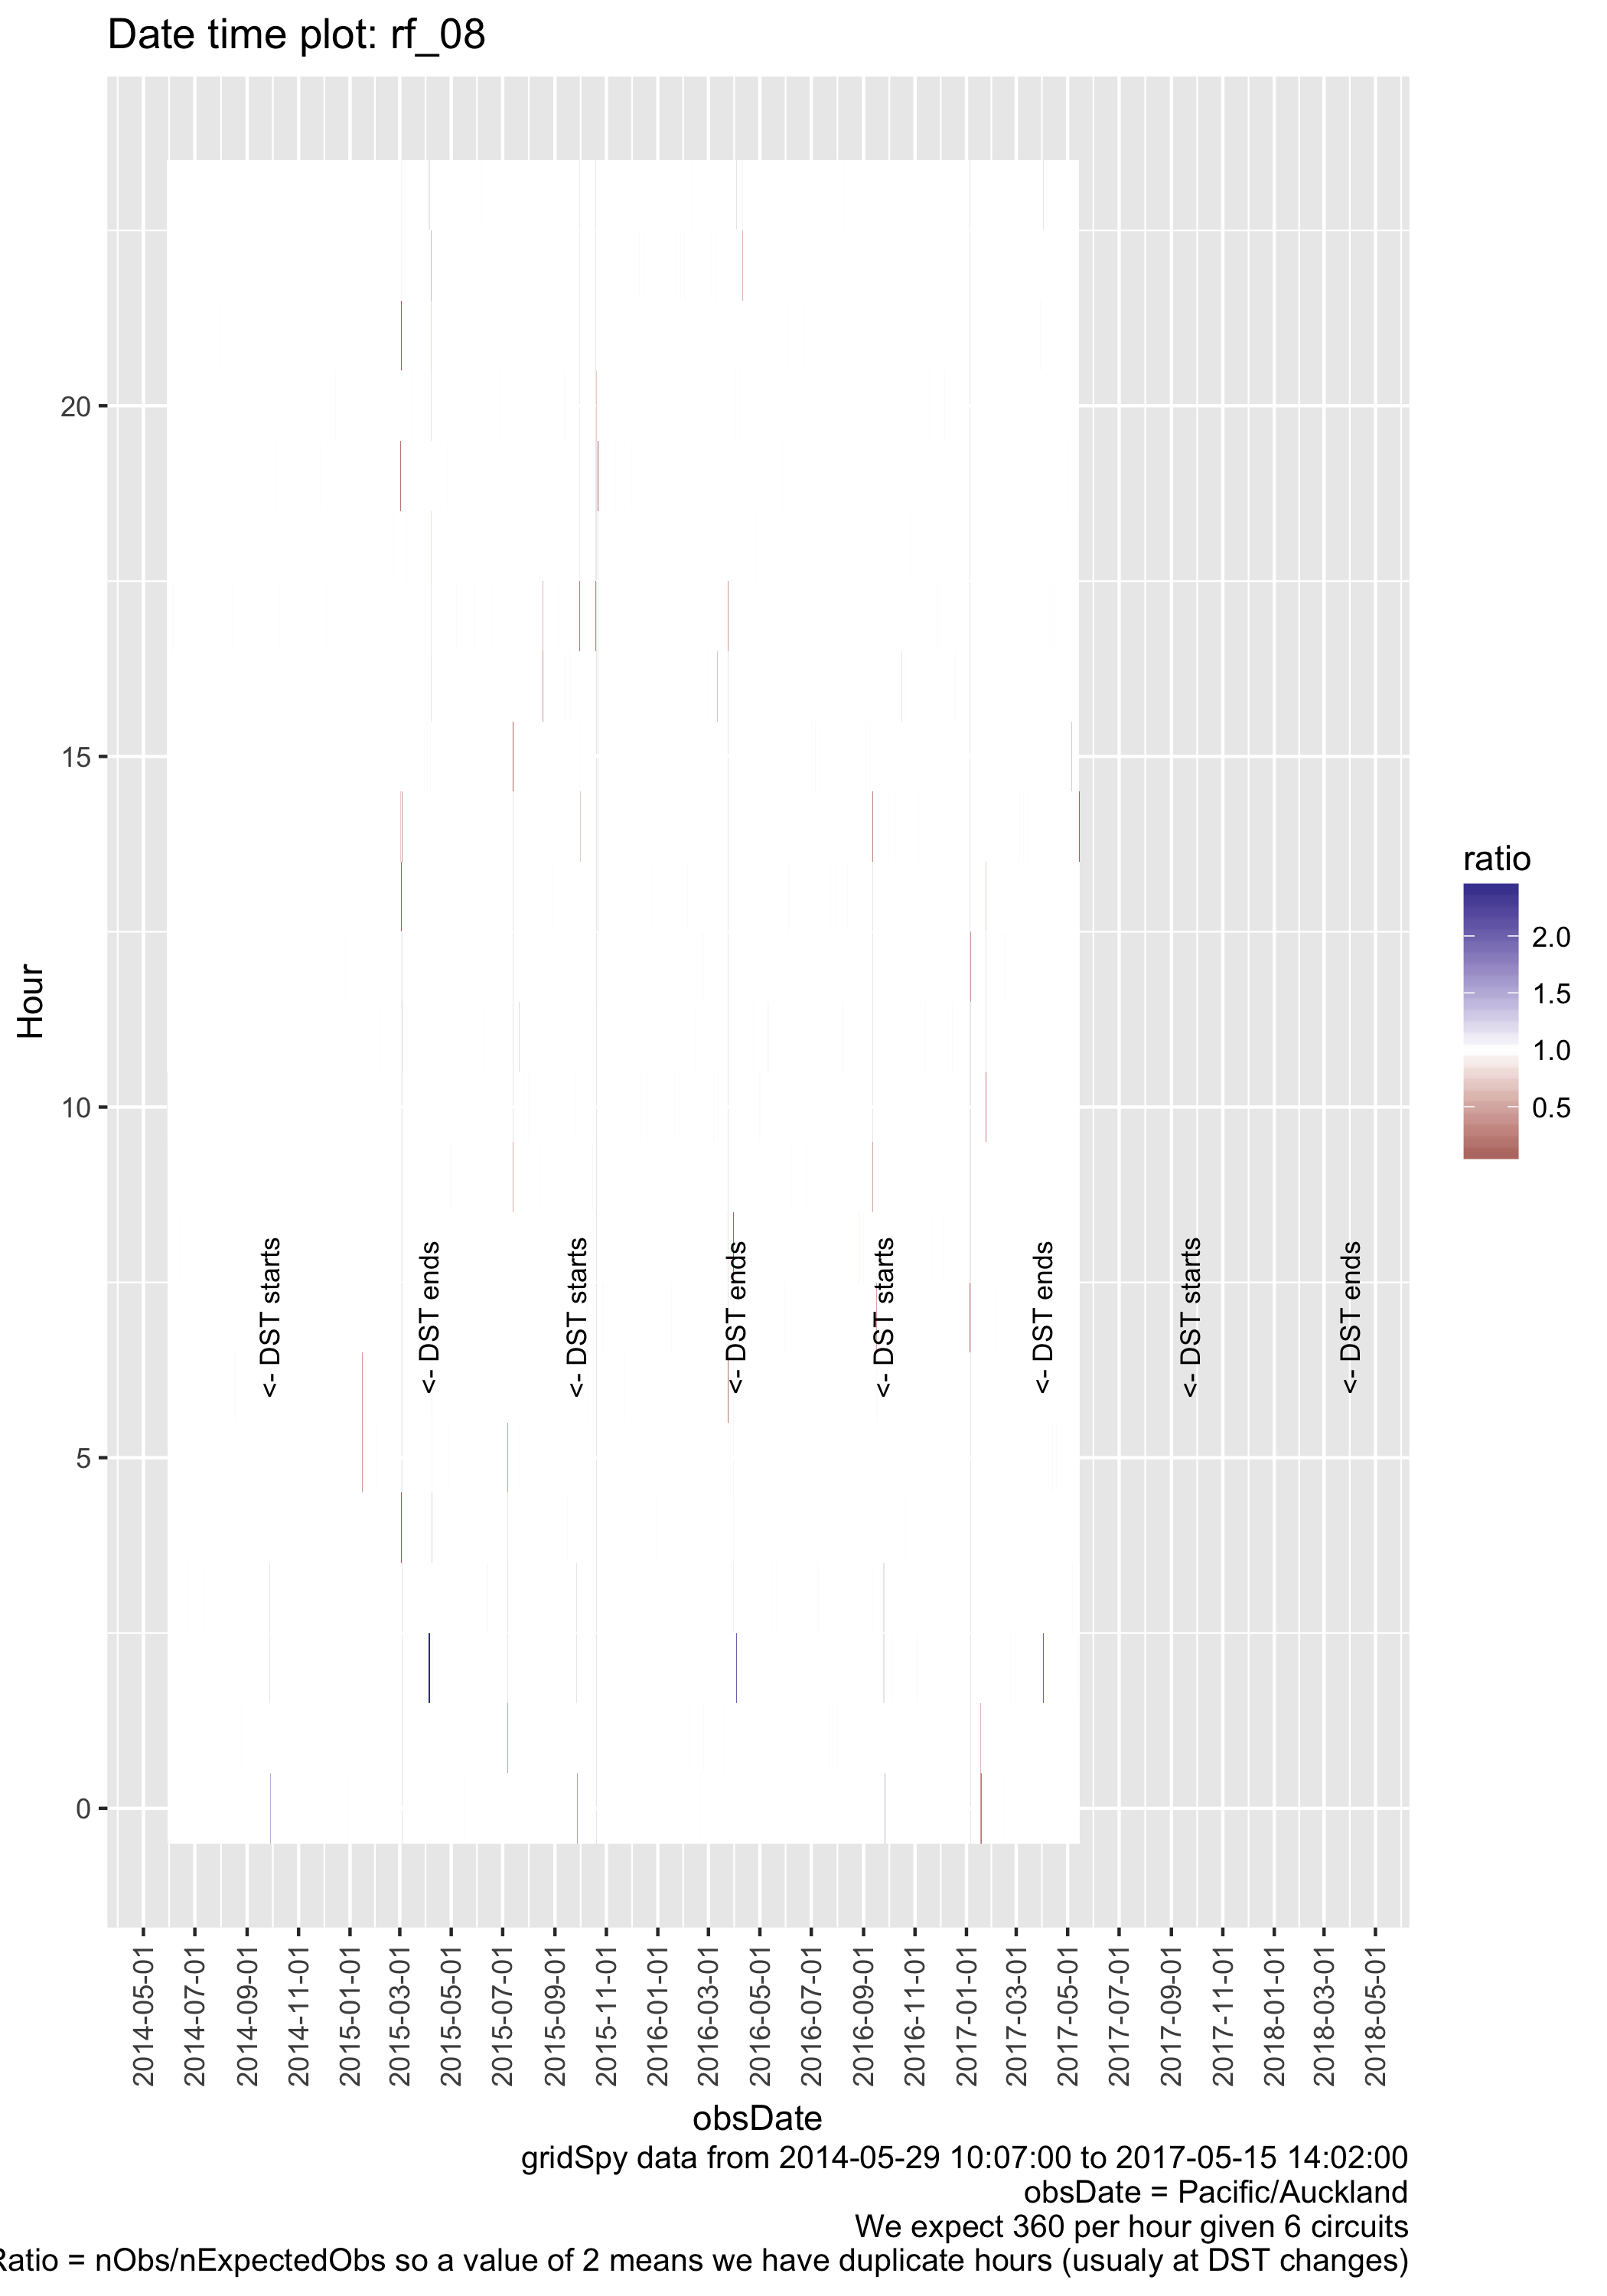 Date time plot: rf_08
Hour
20
15
10
5
0
<- DST starts
<- DST ends
<- DST starts
<- DST ends
<- DST starts
<- DST ends
<- DST starts
<- DST ends
ratio
2.0
1.5
1.0
0.5
2014-05-01
2014-07-01
2014-09-01
2014-11-01
2015-01-01
2015-03-01
2015-05-01
2015-07-01
2015-09-01
2015-11-01
2016-01-01
2016-03-01
2016-05-01
2016-07-01
2016-09-01
2016-11-01
2017-01-01
2017-03-01
2017-05-01
2017-07-01
2017-09-01
2017-11-01
2018-01-01
2018-03-01
2018-05-01
obsDate
gridSpy data from 2014-05-29 10:07:00 to 2017-05-15 14:02:00
obsDate = Pacific/Auckland
We expect 360 per hour given 6 circuits
Ratio = nObs/nExpectedObs so a value of 2 means we have duplicate hours (usualy at DST changes)